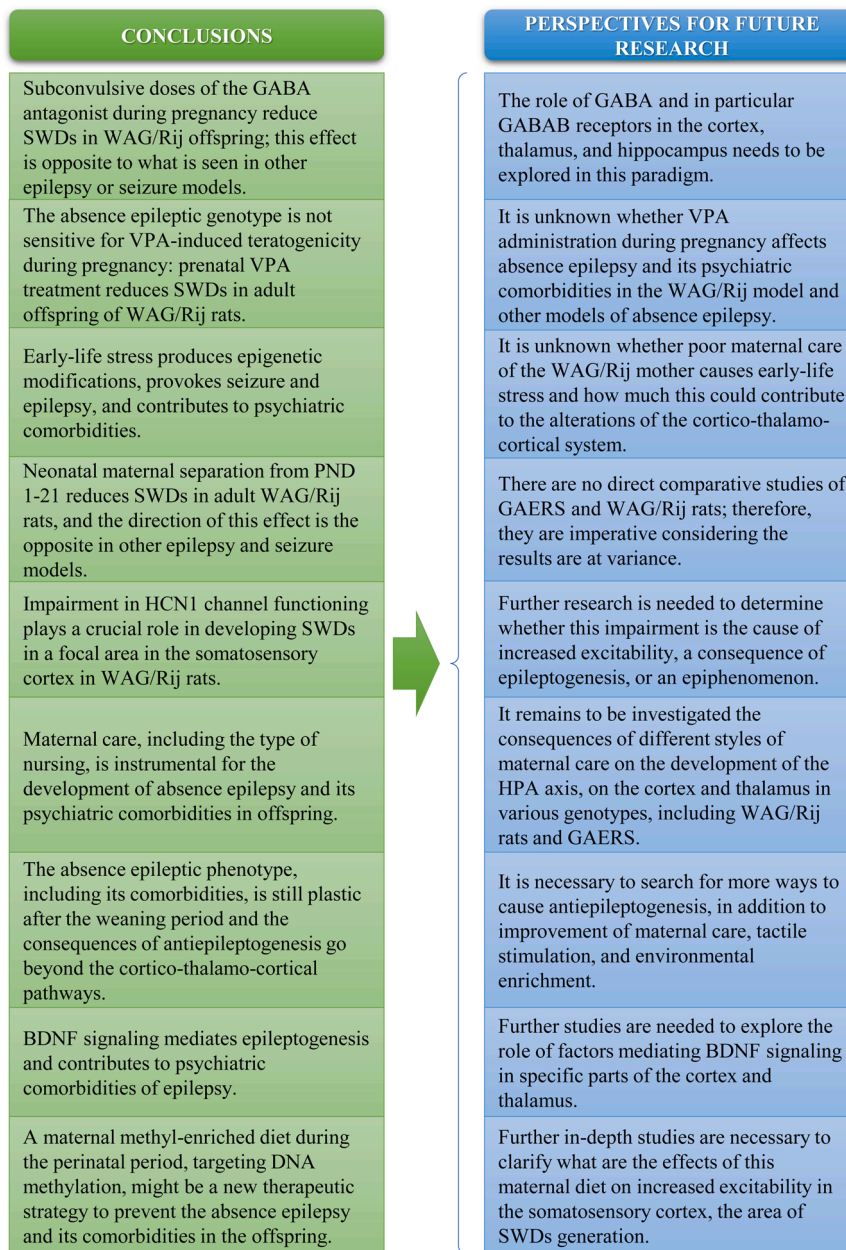 CONCLUSIONS
Subconvulsive doses of the GABA
antagonist during pregnancy reduce
SWDs in WAG/Rij offspring; this effect
is opposite to what is seen in other
epilepsy or seizure models.
The absence epileptic genotype is not
sensitive for VPA-induced teratogenicity
during pregnancy: prenatal VPA
treatment reduces SWDs in adult
offspring of WAG/Rij rats.
Early-life stress produces epigenetic
modifications, provokes seizure and
epilepsy, and contributes to psychiatric
comorbidities.
Neonatal maternal separation from PND
1-21 reduces SWDs in adult WAG/Rij
rats, and the direction of this effect is the
opposite in other epilepsy and seizure
models.
Impairment in HCN1 channel functioning
plays a crucial role in developing SWDs
in a focal area in the somatosensory
cortex in WAG/Rij rats.
Maternal care, including the type of
nursing, is instrumental for the
development of absence epilepsy and its
psychiatric comorbidities in offspring.
The absence epileptic phenotype,
including its comorbidities, is still plastic
after the weaning period and the
consequences of antiepileptogenesis go
beyond the cortico-thalamo-cortical
pathways.
BDNF signaling mediates epileptogenesis
and contributes to psychiatric
comorbidities of epilepsy.
A maternal methyl-enriched diet during
the perinatal period, targeting DNA
methylation, might be a new therapeutic
strategy to prevent the absence epilepsy
and its comorbidities in the offspring.
PERSPECTIVES FOR FUTURE
RESEARCH
The role of GABA and in particular
GABAB receptors in the cortex,
thalamus, and hippocampus needs to be
explored in this paradigm.
It is unknown whether VPA
administration during pregnancy affects
absence epilepsy and its psychiatric
comorbidities in the WAG/Rij model and
other models of absence epilepsy.
It is unknown whether poor maternal care
of the WAG/Rij mother causes early-life
stress and how much this could contribute
to the alterations of the cortico-thalamo-
cortical system.
There are no direct comparative studies of
GAERS and WAG/Rij rats; therefore,
they are imperative considering the
results are at variance.
Further research is needed to determine
whether this impairment is the cause of
increased excitability, a consequence of
epileptogenesis, or an epiphenomenon.
It remains to be investigated the
consequences of different styles of
maternal care on the development of the
HPA axis, on the cortex and thalamus in
various genotypes, including WAG/Rij
rats and GAERS.
It is necessary to search for more ways to
cause antiepileptogenesis, in addition to
improvement of maternal care, tactile
stimulation, and environmental
enrichment.
Further studies are needed to explore the
role of factors mediating BDNF signaling
in specific parts of the cortex and
thalamus.
Further in-depth studies are necessary to
clarify what are the effects of this
maternal diet on increased excitability in
the somatosensory cortex, the area of
SWDs generation.